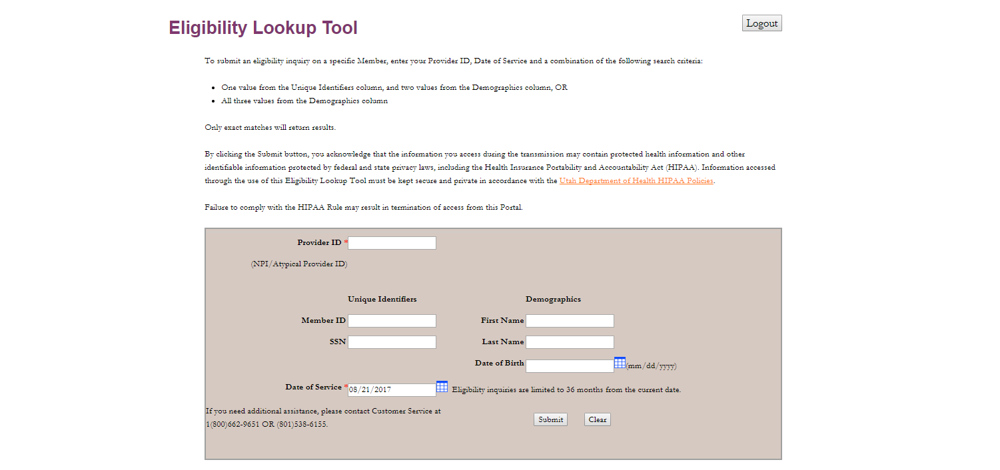 Eligibility Lookup Tool
Logout
To submit an eligibility inquiry on a specific Member, enter your Provider ID, Date of Service and a combination of the following search criteria:
• One value from the Unique Identifiers column, and two values from the Demographics column, OR
• All three values from the Demographics column
Only exact matches will return results.
By clicking the Submit button, you acknowledge that the information you access during the transmission may contain protected health information and other
identifiable information protected by federal and state privacy laws, including the Health Insurance Portability and Accountability Act (HIPAA). Information accessed
through the use of this Eligibility Lookup Tool must be kept secure and private in accordance with the Utah Department of Health HIPAA Policies.
Failure to comply with the HIPAA Rule may result in termination of access from this Portal.
Provider ID *
(NPI/Atypical Provider ID)
Unique Identifiers Demographics
Member ID First Name
SSN Last Name
Date of Birth (mm/dd/yyyy)
Date of Service * 08/21/2017 Eligibility inquiries are limited to 36 months from the current date.
If you need additional assistance, please contact Customer Service at
1(800)662-9651 OR (801)538-6155.
Submit Clear